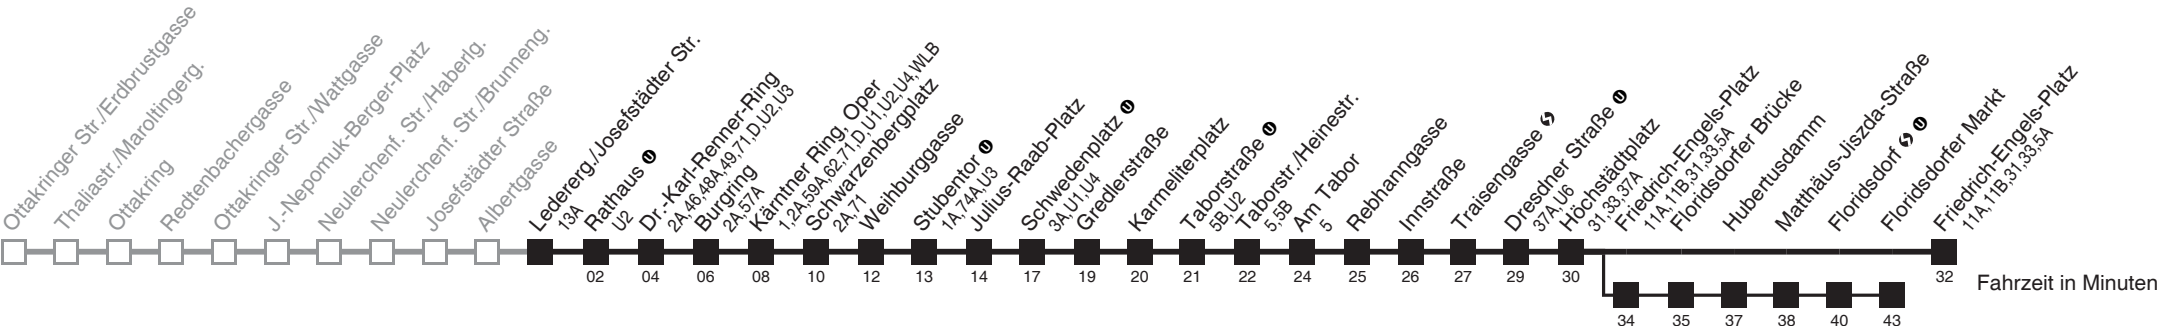 Ottakringer Str./Erdbrustgasse
Thaliastr./Maroltingerg.
Ottakring
Redtenbachergasse
Ottakringer Str./Wattgasse
J.-Nepomuk-Berger-Platz
Neulerchenf. Str./Haberlg.
Neulerchenf. Str./Brunneng.
Josefstädter Straße
Albertgasse
Ledererg./Josefstädter Str.
13A
Rathaus U
U2
Dr.-Karl-Renner-Ring
2A,46,48A,49,71,D,U2,U3
Burgring
2A,57A
Kärntner Ring, Oper
1,2A,59A,62,71,D,U1,U2,U4,WLB
Schwarzenbergplatz
2A,71
Weihburggasse
Stubentor U
1A,74A,U3
Julius-Raab-Platz
Schwedenplatz U
3A,U1,U4
Gredlerstraße
Karmeliterplatz
Taborstraße U
5B,U2
Taborstr./Heinestr.
5,5B
Am Tabor
5
Rebhanngasse
Innstraße
Traisengasse S
Dresdner Straße U
37A,U6
Höchstädtplatz
31,33,37A
Friedrich-Engels-Platz
11A,11B,31,33,5A
Floridsdorfer Brücke
Hubertusdamm
Matthäus-Jiszda-Straße
Floridsdorf S U
Floridsdorfer Markt
Friedrich-Engels-Platz
11A,11B,31,33,5A
02 04 06 08 10 12 13 14 17 19 20 21 22 24 25 26 27 29 30 32
Fahrzeit in Minuten
34 35 37 38 40 43